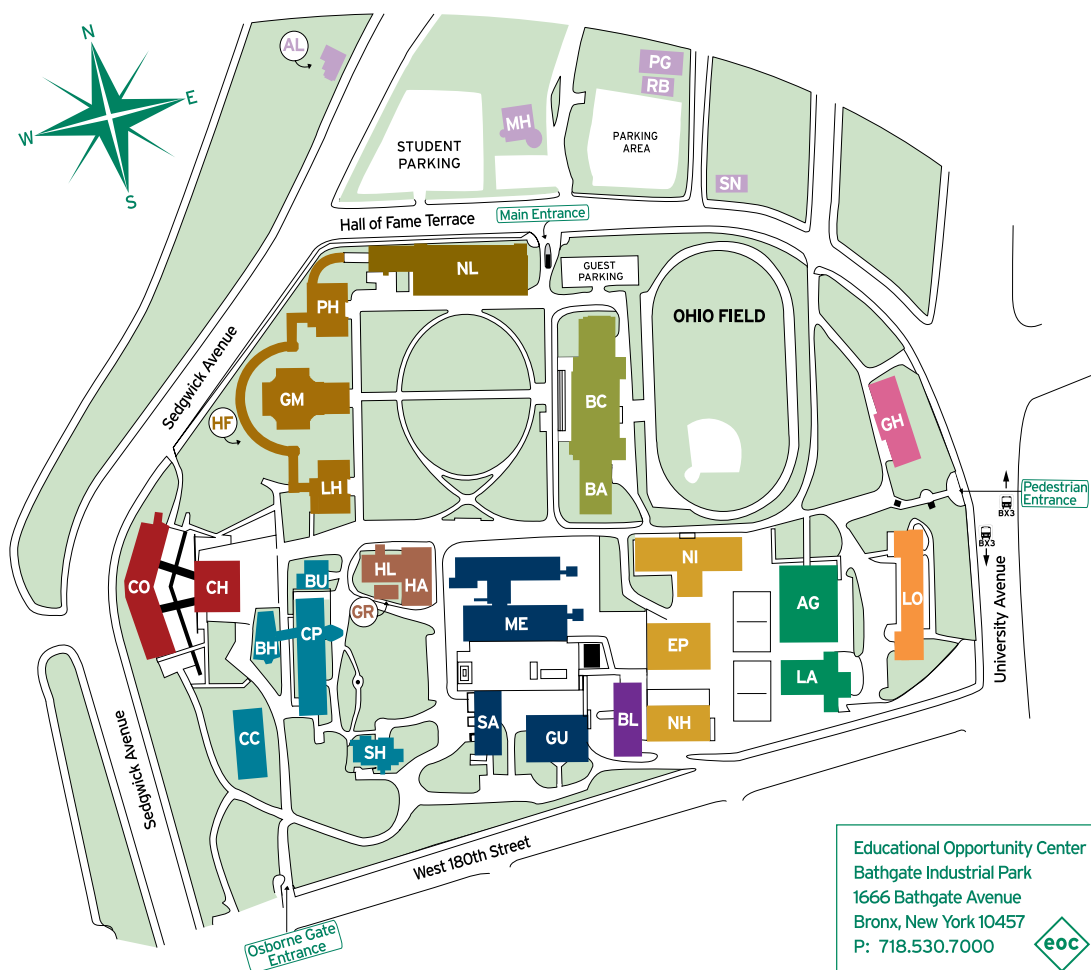 N
E
W
S
AL
PG
RB
MH
STUDENT
PARKING
PARKING
AREA
SN
Hall of Fame Terrace
Main Entrance
NL
GUEST
PARKING
PH
OHIO FIELD
Sedgwick Avenue
GM
BC
HF
GH
LH
BA
Pedestrian
Entrance
BX3
BX3
CO
CH
BU
HL
HA
GR
NI
AG
LO
University Avenue
BH
CP
ME
EP
LA
CC
SH
SA
GU
BL
NH
Sedgwick Avenue
West 180th Street
Osborne Gate
Entrance
Educational Opportunity Center
Bathgate Industrial Park
1666 Bathgate Avenue
Bronx, New York 10457
P: 718.530.7000
eoc